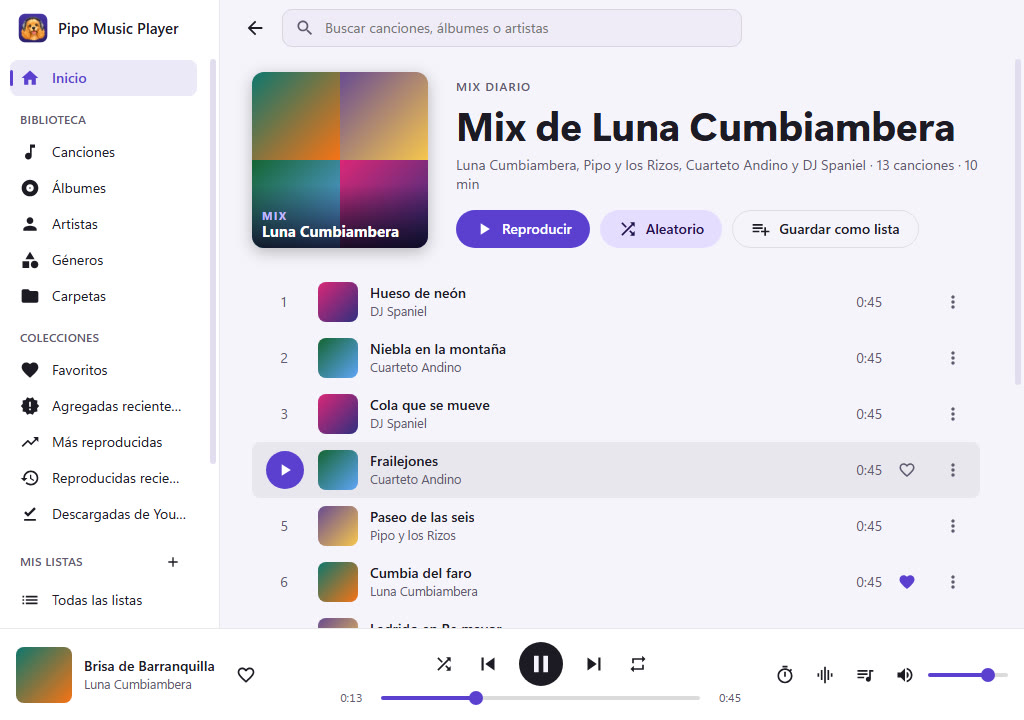 Pipo Music Player
Buscar canciones, álbumes o artistas
Inicio
BIBLIOTECA
Canciones
Álbumes
Artistas
Géneros
Carpetas
COLECCIONES
Favoritos
Agregadas reciente...
Más reproducidas
Reproducidas recie...
Descargadas de You...
MIS LISTAS
Todas las listas
MIX
Luna Cumbiambera
MIX DIARIO
Mix de Luna Cumbiambera
Luna Cumbiambera, Pipo y los Rizos, Cuarteto Andino y DJ Spaniel · 13 canciones · 10
min
Reproducir
Aleatorio
Guardar como lista
1
Hueso de neón
DJ Spaniel
0:45
2
Niebla en la montaña
Cuarteto Andino
0:45
3
Cola que se mueve
DJ Spaniel
0:45
Frailejones
Cuarteto Andino
0:45
5
Paseo de las seis
Pipo y los Rizos
0:45
6
Cumbia del faro
Luna Cumbiambera
0:45
Brisa de Barranquilla
Luna Cumbiambera
0:13
0:45